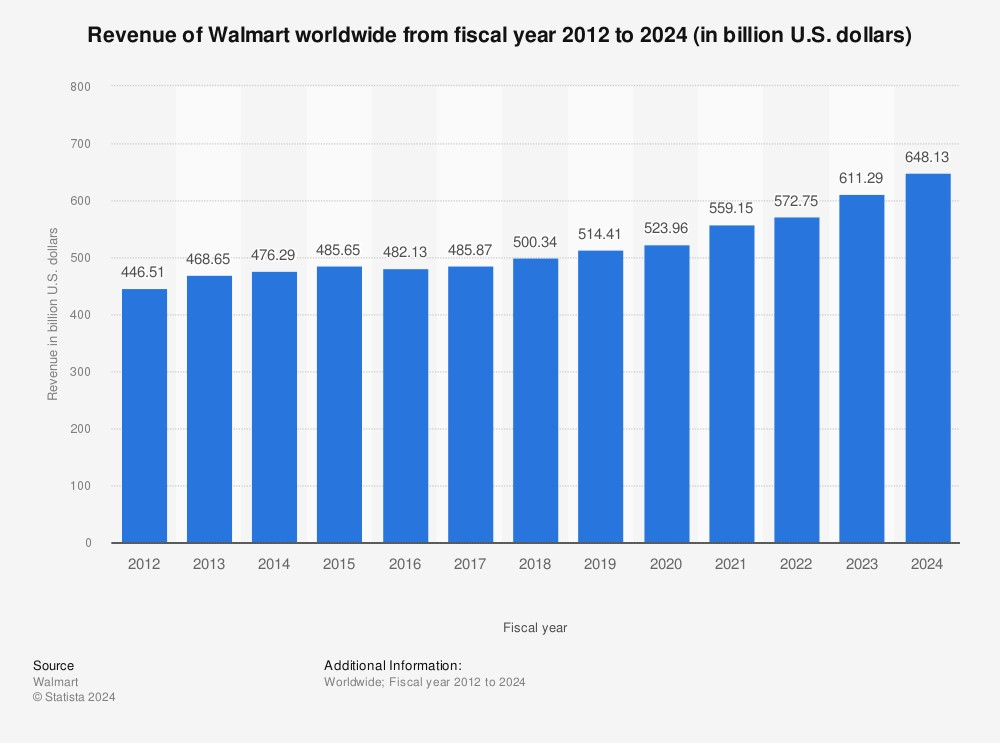 Revenue of Walmart worldwide from fiscal year 2012 to 2024 (in billion U.S. dollars)
Revenue in billion U.S. dollars
800
700
600
500
400
300
200
100
0
446.51
468.65
476.29
485.65
482.13
485.87
500.34
514.41
523.96
559.15
572.75
611.29
648.13
2012 2013 2014 2015 2016 2017 2018 2019 2020 2021 2022 2023 2024
Fiscal year
Source
Walmart
© Statista 2024
Additional Information:
Worldwide; Fiscal year 2012 to 2024